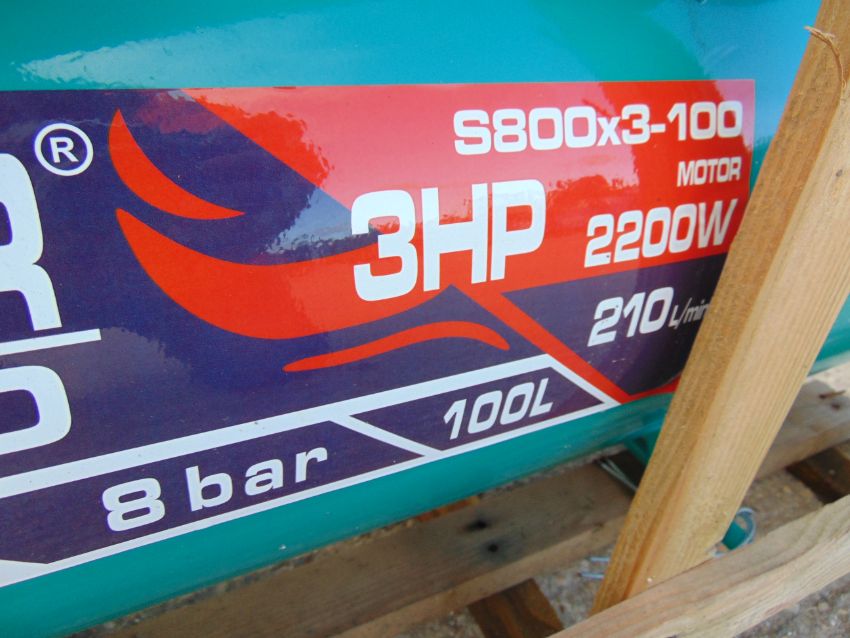 ®
S800x3-100
MOTOR
3HP
2200W
210 L/min
100L
8 bar